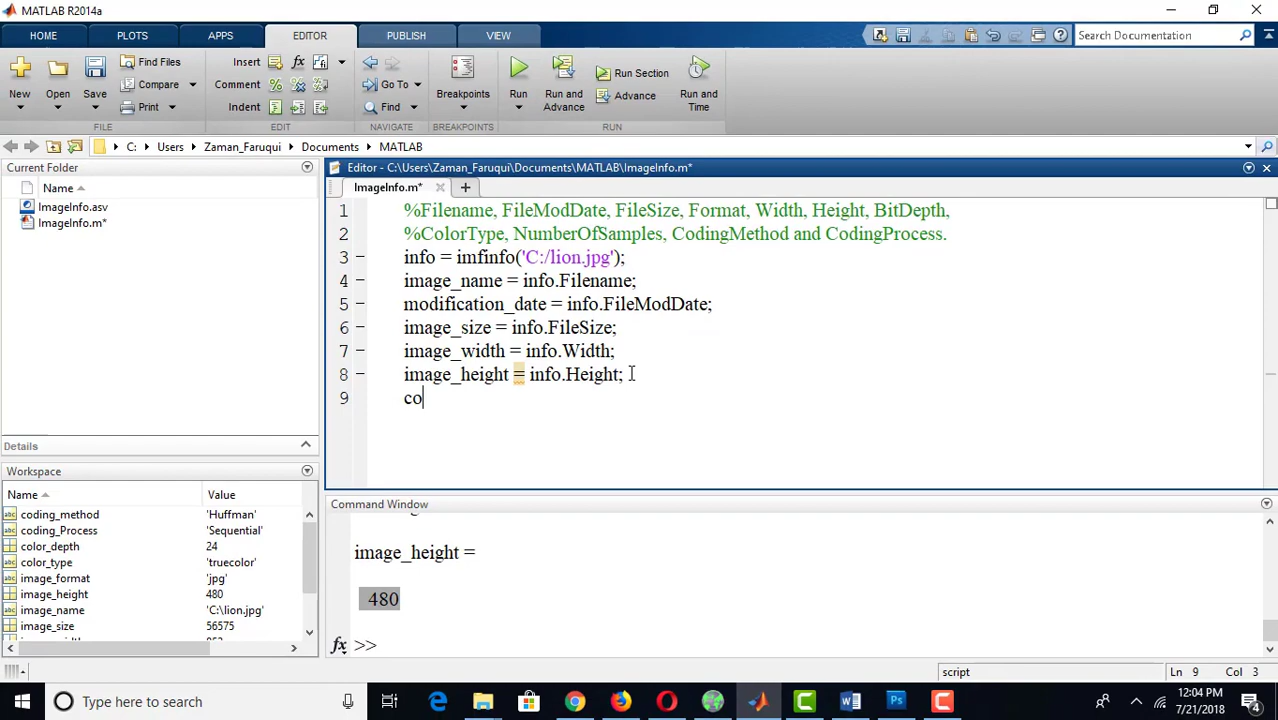 MATLAB R2014a
HOME PLOTS APPS EDITOR PUBLISH VIEW
Search Documentation
New Open Save Find Files Compare Print
Insert Comment Indent fx
Go To Find
Breakpoints
Run Run and Advance Run Section Advance Run and Time
FILE EDIT NAVIGATE BREAKPOINTS RUN
C: Users Zaman_Faruqui Documents MATLAB
Current Folder
Name
ImageInfo.asv
ImageInfo.m*
Details
Workspace
Name Value
coding_method 'Huffman'
coding_Process 'Sequential'
color_depth 24
color_type 'truecolor'
image_format 'jpg'
image_height 480
image_name 'C:\lion.jpg'
image_size 56575
Editor - C:\Users\Zaman_Faruqui\Documents\MATLAB\ImageInfo.m*
ImageInfo.m*
1 %Filename, FileModDate, FileSize, Format, Width, Height, BitDepth,
2 %ColorType, NumberOfSamples, CodingMethod and CodingProcess.
3 info = imfinfo('C:/lion.jpg');
4 image_name = info.Filename;
5 modification_date = info.FileModDate;
6 image_size = info.FileSize;
7 image_width = info.Width;
8 image_height = info.Height;
9 co
Command Window
image_height =
480
fx >>
script Ln 9 Col 3
Type here to search
12:04 PM
7/21/2018
4